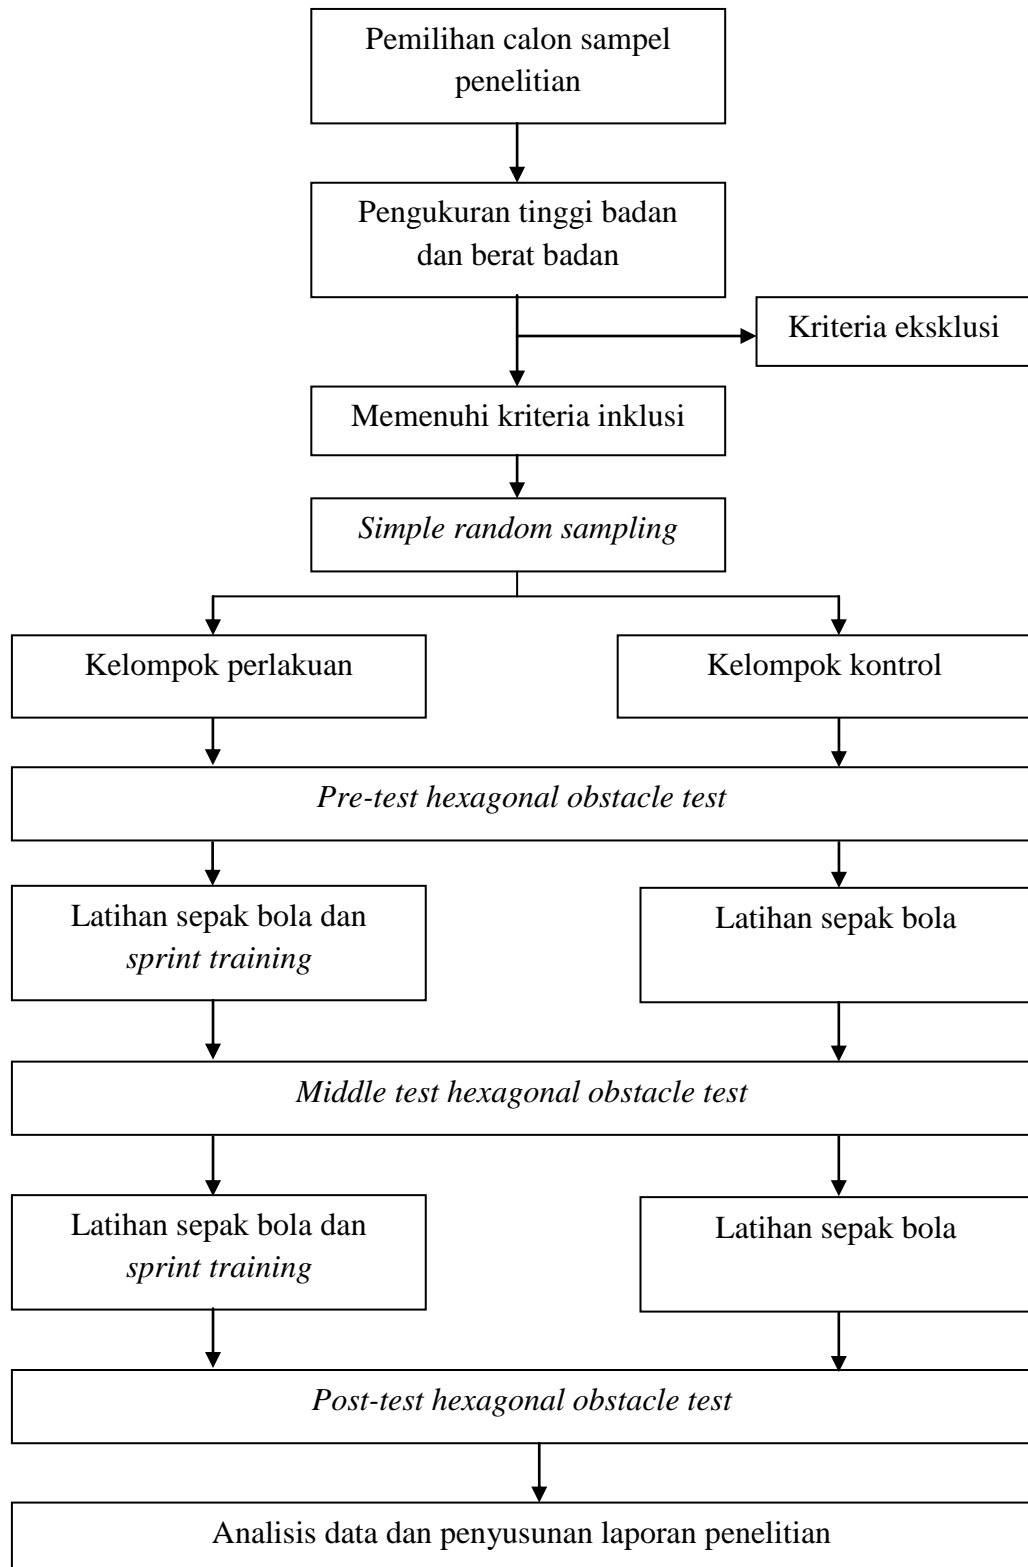 Pemilihan calon sampel
penelitian
Pengukuran tinggi badan
dan berat badan
Kriteria eksklusi
Memenuhi kriteria inklusi
Simple random sampling
Kelompok perlakuan
Kelompok kontrol
Pre-test hexagonal obstacle test
Latihan sepak bola dan
sprint training
Latihan sepak bola
Middle test hexagonal obstacle test
Latihan sepak bola dan
sprint training
Latihan sepak bola
Post-test hexagonal obstacle test
Analisis data dan penyusunan laporan penelitian